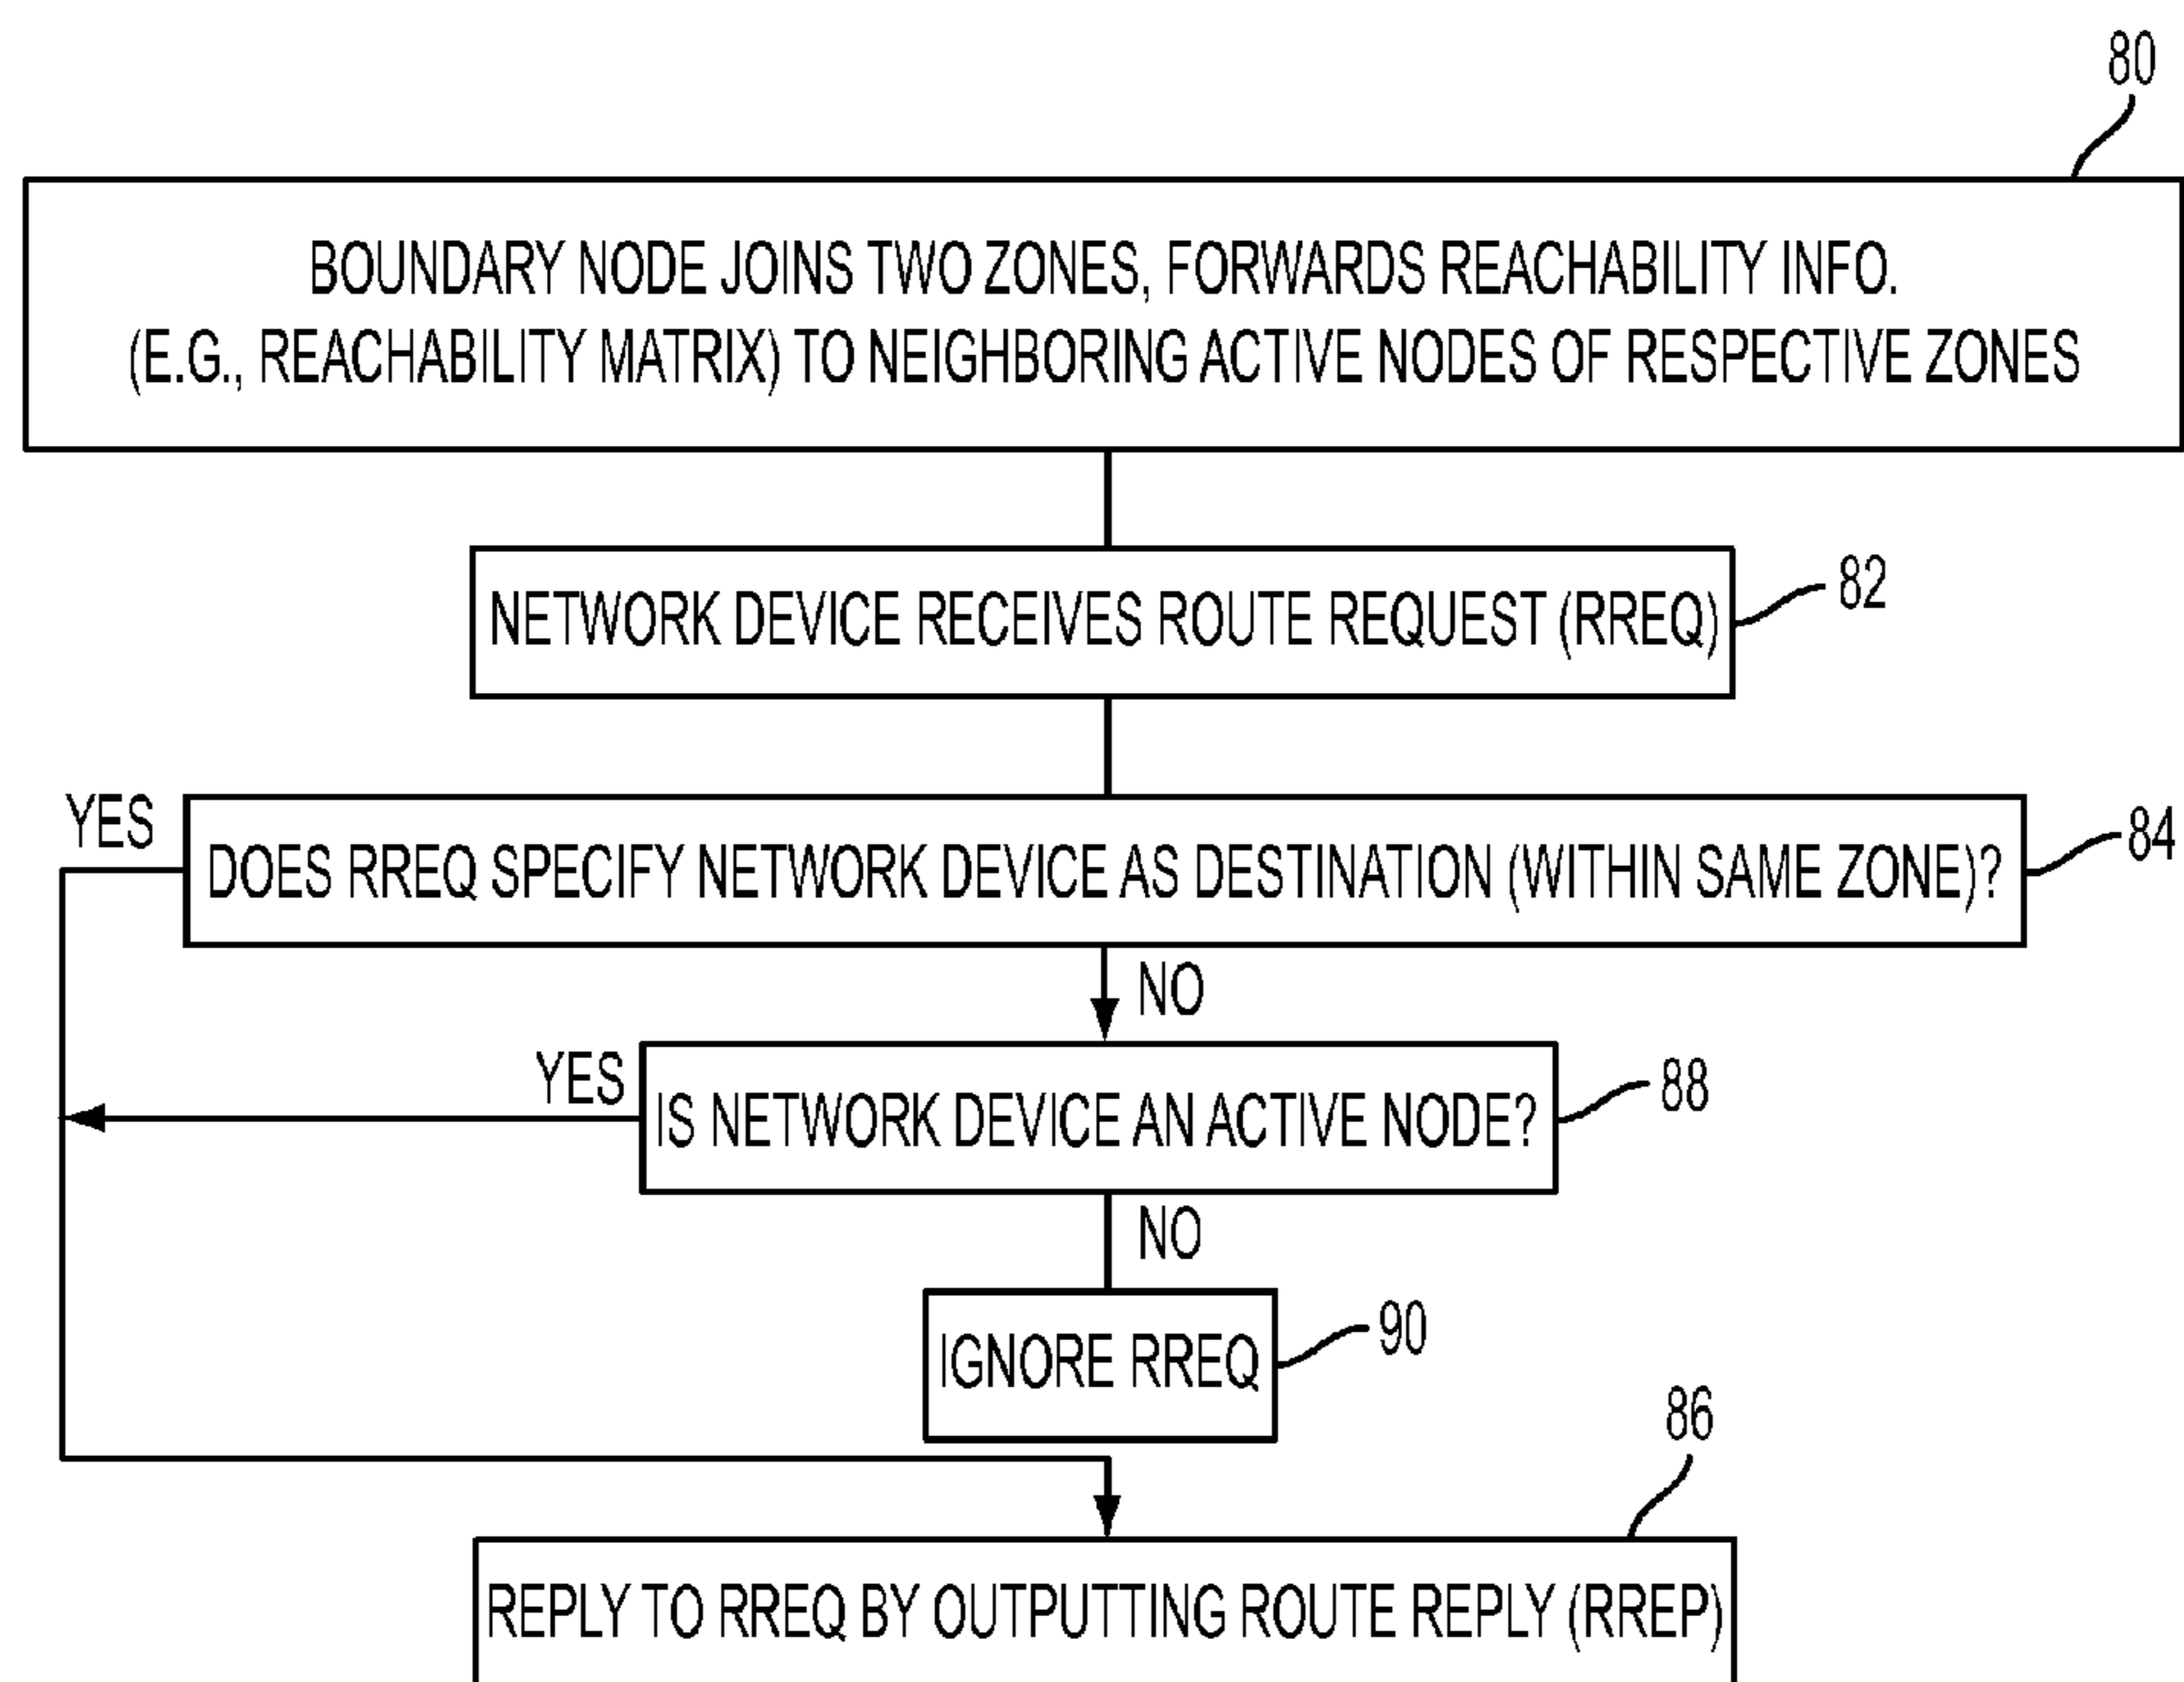 80
BOUNDARY NODE JOINS TWO ZONES, FORWARDS REACHABILITY INFO.
(E.G., REACHABILITY MATRIX) TO NEIGHBORING ACTIVE NODES OF RESPECTIVE ZONES
NETWORK DEVICE RECEIVES ROUTE REQUEST (RREQ)
82
YES
DOES RREQ SPECIFY NETWORK DEVICE AS DESTINATION (WITHIN SAME ZONE)?
84
NO
YES
IS NETWORK DEVICE AN ACTIVE NODE?
88
NO
IGNORE RREQ
90
86
REPLY TO RREQ BY OUTPUTTING ROUTE REPLY (RREP)